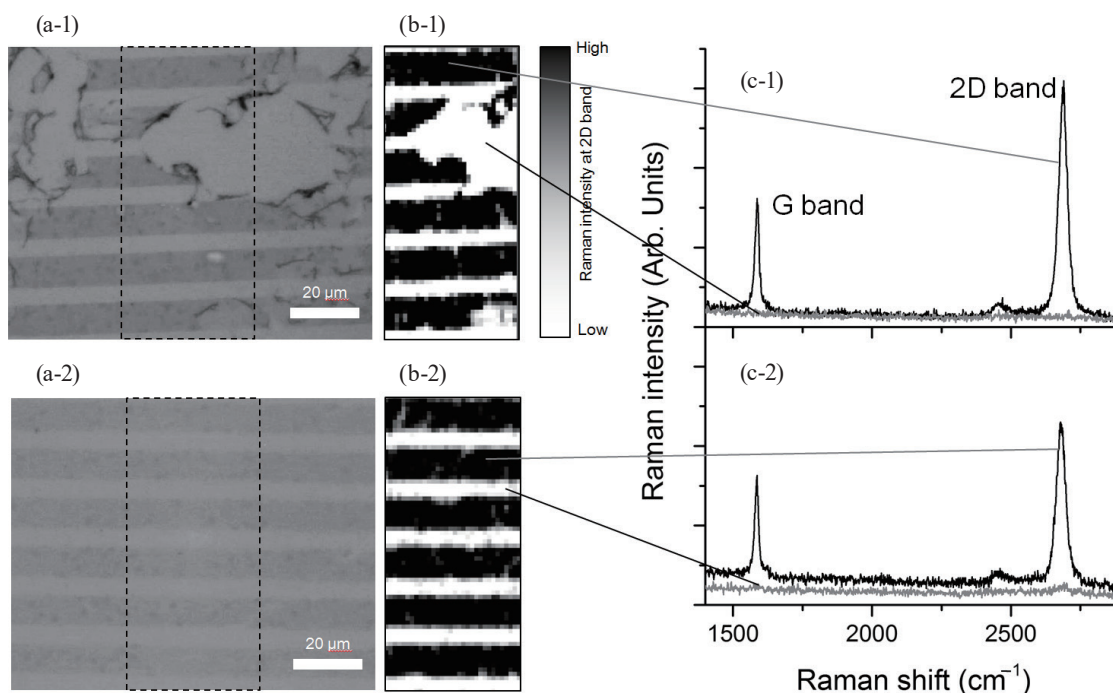 (a-1)
(b-1)
High
Raman intensity at 2D band
Low
20 µm
(c-1)
2D band
G band
(a-2)
(b-2)
20 µm
(c-2)
Raman intensity (Arb. Units)
1500
2000
2500
Raman shift (cm⁻¹)